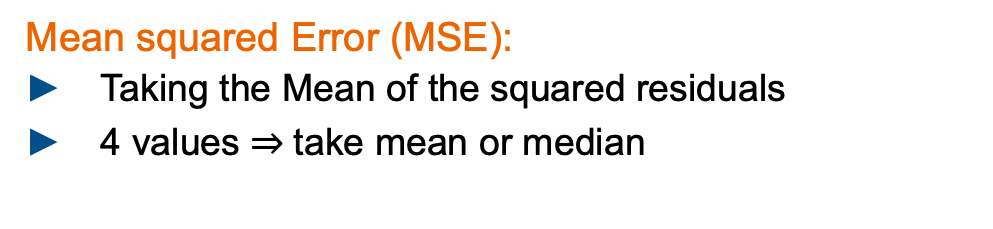 Mean squared Error (MSE):
► Taking the Mean of the squared residuals
► 4 values ⇒ take mean or median